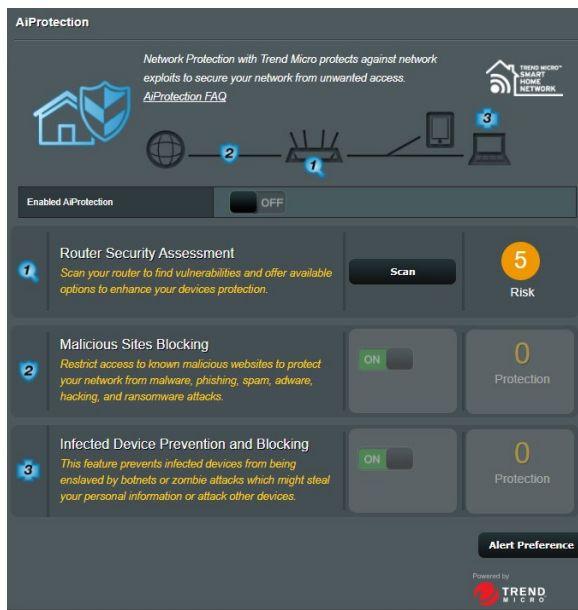 AiProtection
Network Protection with Trend Micro protects against network
exploits to secure your network from unwanted access.
AiProtection FAQ
TREND MICRO™
SMART
HOME
NETWORK
3
2
1
Enabled AiProtection
OFF
1
Router Security Assessment
Scan your router to find vulnerabilities and offer available
options to enhance your devices protection.
Scan
5
Risk
2
Malicious Sites Blocking
Restrict access to known malicious websites to protect
your network from malware, phishing, spam, adware,
hacking, and ransomware attacks.
ON
0
Protection
3
Infected Device Prevention and Blocking
This feature prevents infected devices from being
enslaved by botnets or zombie attacks which might steal
your personal information or attack other devices.
ON
0
Protection
Alert Preference
Powered by
TREND
MICRO